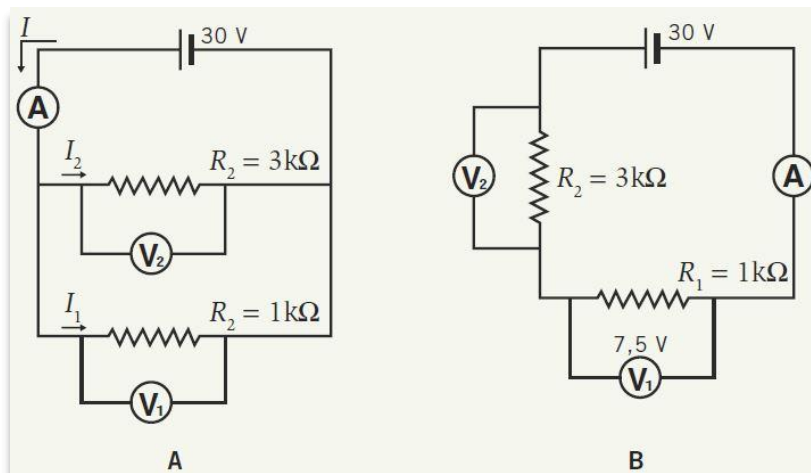 I
30 V
A
I₂
R₂ = 3kΩ
V₂
I₁
R₂ = 1kΩ
V₁
A
30 V
V₂
R₂ = 3kΩ
A
R₁ = 1kΩ
7,5 V
V₁
B